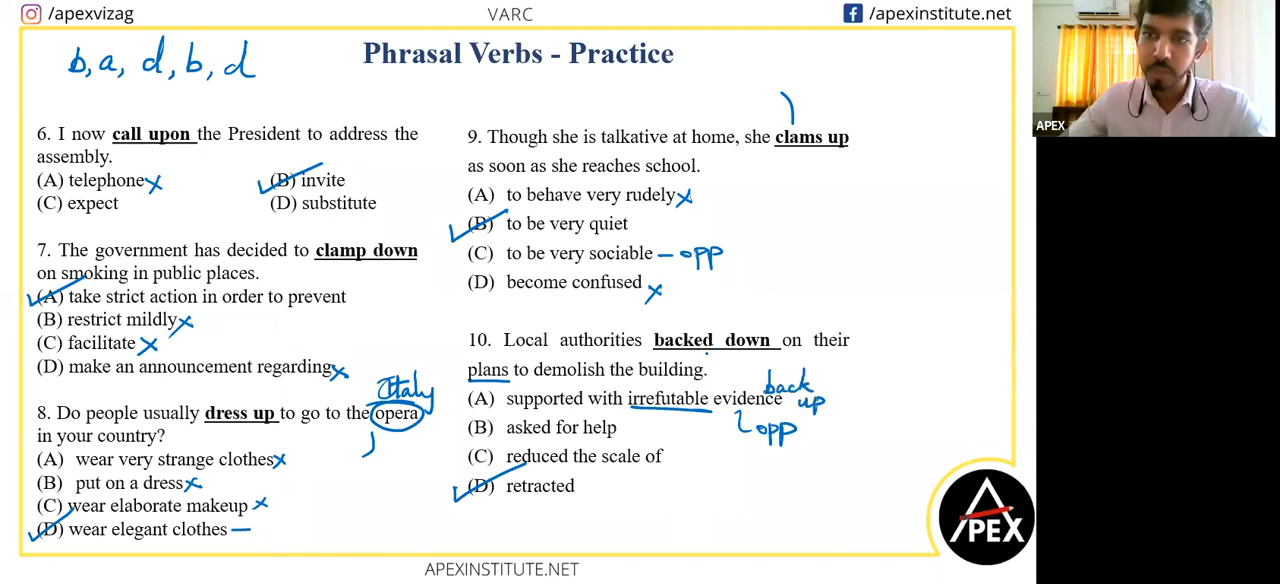 /apexvizag
VARC
/apexinstitute.net
b, a, d, b, d
Phrasal Verbs - Practice
APEX
6. I now call upon the President to address the
assembly.
(A) telephone x
(B) invite
(C) expect
(D) substitute
7. The government has decided to clamp down
on smoking in public places.
(A) take strict action in order to prevent
(B) restrict mildly x
(C) facilitate x
(D) make an announcement regarding x
Italy
8. Do people usually dress up to go to the opera
in your country?
(A) wear very strange clothes x
(B) put on a dress x
(C) wear elaborate makeup x
(D) wear elegant clothes –
9. Though she is talkative at home, she clams up
as soon as she reaches school.
(A) to behave very rudely x
(B) to be very quiet
(C) to be very sociable – opp
(D) become confused x
10. Local authorities backed down on their
plans to demolish the building.
(A) supported with irrefutable evidence back up
opp
(B) asked for help
(C) reduced the scale of
(D) retracted
APEX
APEXINSTITUTE.NET